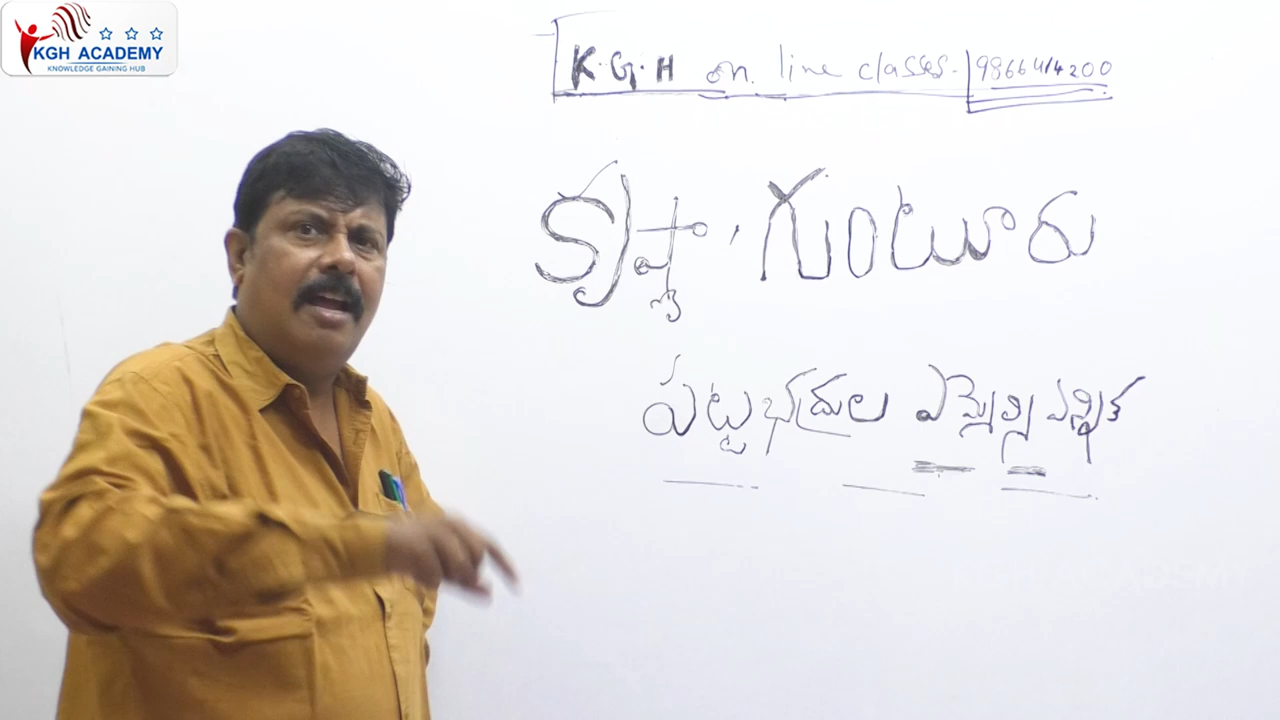 KGH ACADEMY
KNOWLEDGE GAINING HUB
K.G.H on line classes. 9866414200
కృష్ణా, గుంటూరు
పట్టభద్రుల ఎమ్మెల్సి ఎన్నిక